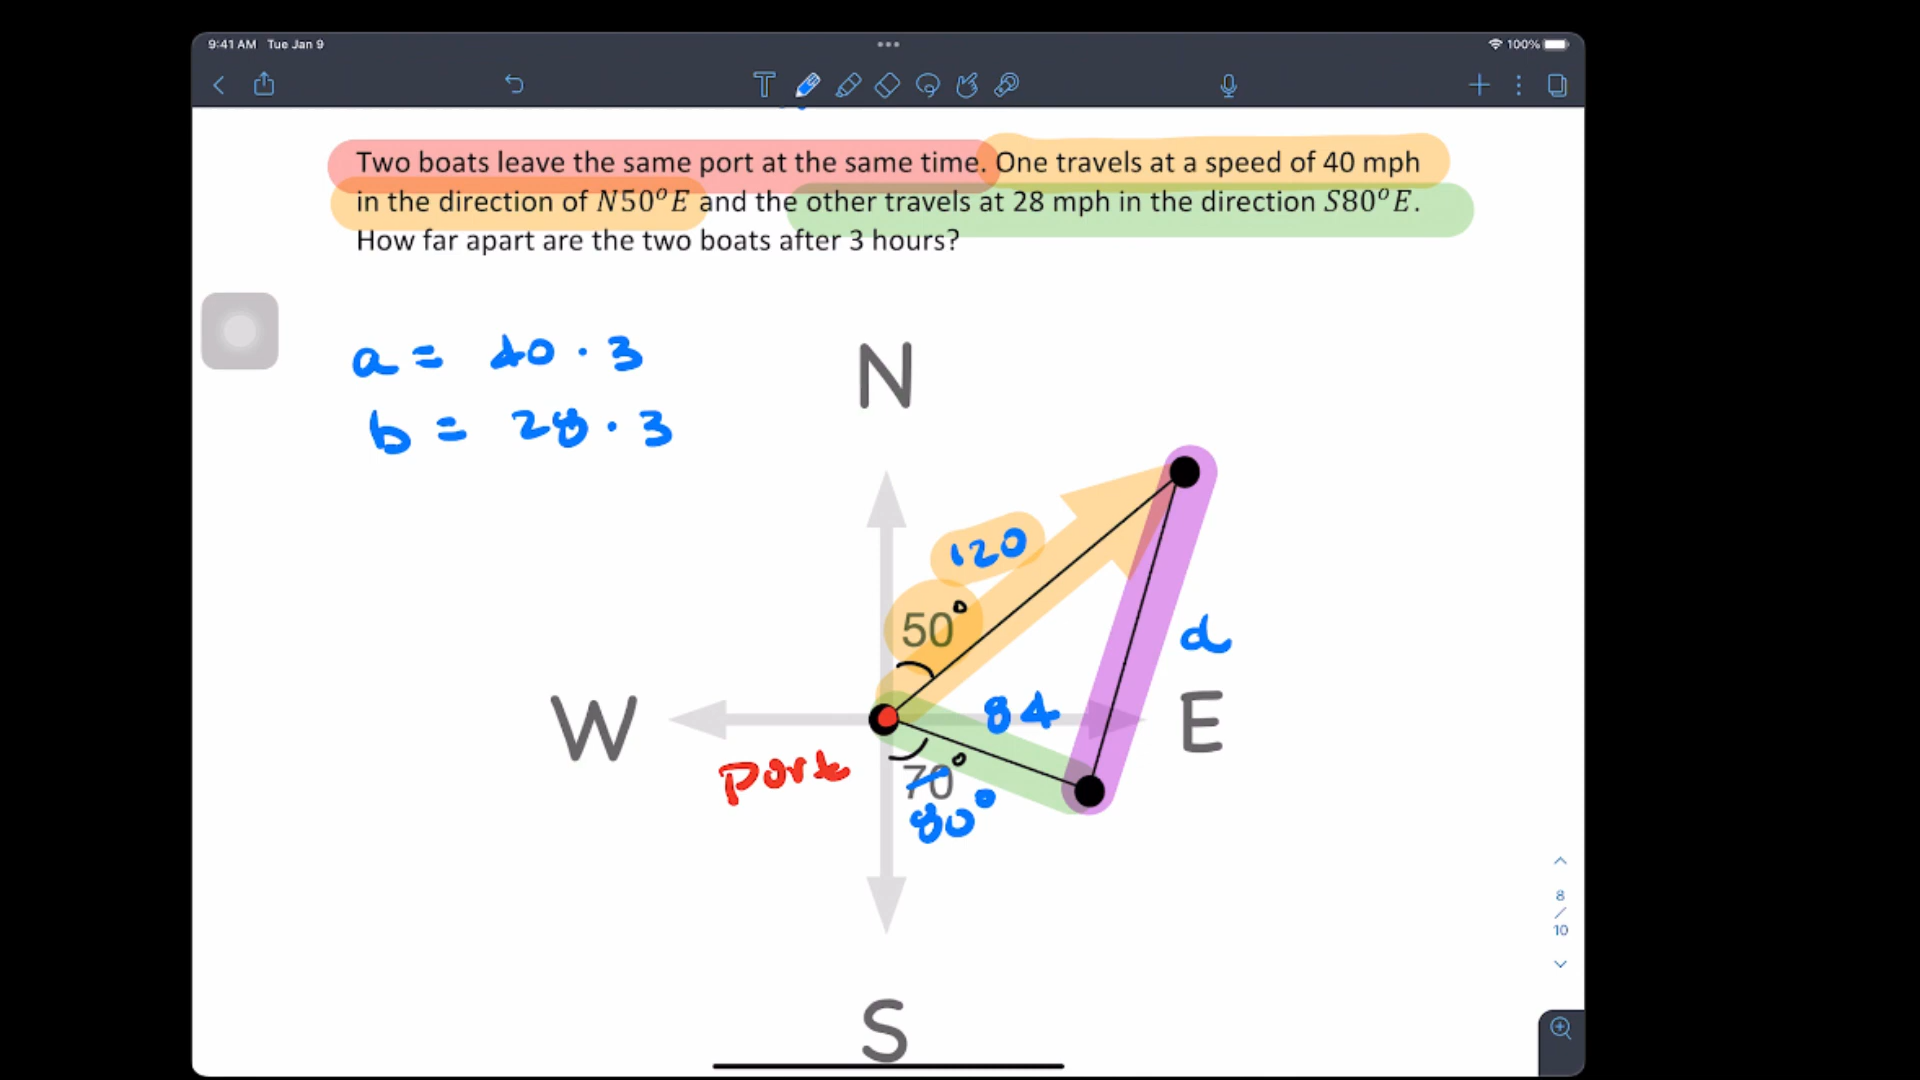 9:41 AM Tue Jan 9
100%
Two boats leave the same port at the same time. One travels at a speed of 40 mph
in the direction of N50°E and the other travels at 28 mph in the direction S80°E.
How far apart are the two boats after 3 hours?
a = 40 · 3
b = 28 · 3
N
120
50°
d
W
84
E
port
70°
80°
8
/
10
S